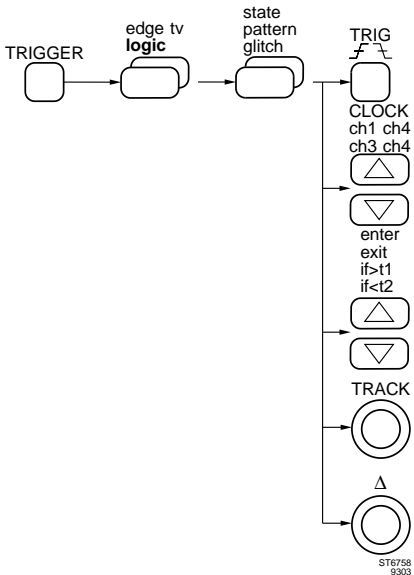 TRIGGER
edge tv
logic
state
pattern
glitch
TRIG
CLOCK
ch1 ch4
ch3 ch4
enter
exit
if>t1
if<t2
TRACK
Δ
ST6758
9303